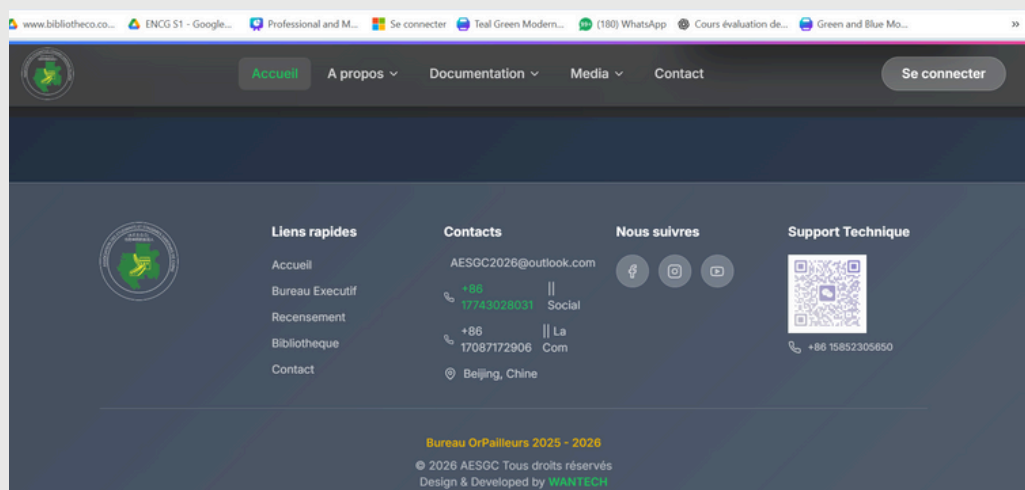 www.bibliotheco.co...
ENCG S1 - Google...
Professional and M...
Se connecter
Teal Green Modern...
(180) WhatsApp
Cours évaluation de...
Green and Blue Mo...
»
Accueil
A propos
Documentation
Media
Contact
Se connecter
Liens rapides
Accueil
Bureau Executif
Recensement
Bibliotheque
Contact
Contacts
AESGC2026@outlook.com
+86 ||
17743028031 Social
+86 || La
17087172906 Com
Beijing, Chine
Nous suivres
Support Technique
+86 15852305650
Bureau OrPailleurs 2025 - 2026
© 2026 AESGC Tous droits réservés
Design & Developed by WANTECH